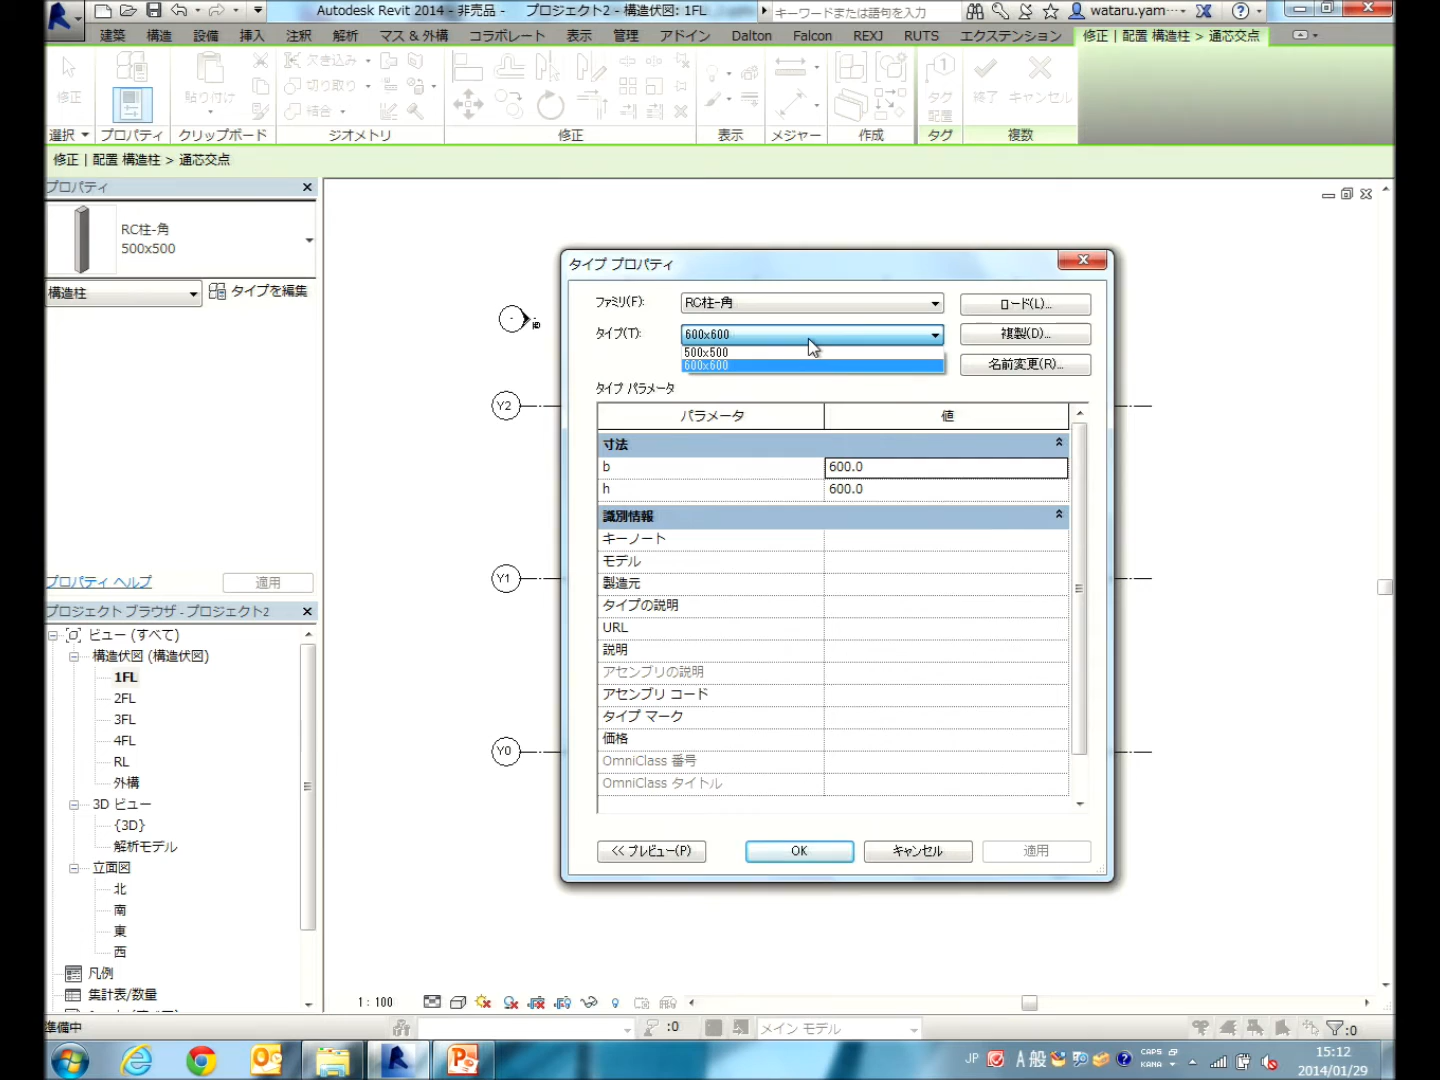 Autodesk Revit 2014 - 非売品 - プロジェクト2 - 構造伏図: 1FL
キーワードまたは語句を入力
wataru.yam…
建築 構造 設備 挿入 注釈 解析 マス & 外構 コラボレート 表示 管理 アドイン Dalton Falcon REXJ RUTS エクステンション 修正 | 配置 構造柱 > 通芯交点
修正
貼り付け
欠き込み
切り取り
結合
タグ
配置
終了 キャンセル
選択 プロパティ クリップボード ジオメトリ 修正 表示 メジャー 作成 タグ 複数
修正 | 配置 構造柱 > 通芯交点
プロパティ
RC柱-角
500x500
構造柱
タイプを編集
プロパティ ヘルプ
適用
プロジェクト ブラウザ - プロジェクト2
ビュー (すべて)
構造伏図 (構造伏図)
1FL
2FL
3FL
4FL
RL
外構
3D ビュー
{3D}
解析モデル
立面図
北
南
東
西
凡例
集計表/数量
Y2
Y1
Y0
タイプ プロパティ
ファミリ(F):
RC柱-角
ロード(L)...
タイプ(T):
600x600
複製(D)...
500x500
600x600
名前変更(R)...
タイプ パラメータ
パラメータ 値
寸法
b 600.0
h 600.0
識別情報
キーノート
モデル
製造元
タイプの説明
URL
説明
アセンブリの説明
アセンブリ コード
タイプ マーク
価格
OmniClass 番号
OmniClass タイトル
<< プレビュー(P)
OK
キャンセル
適用
1 : 100
準備中
:0
メイン モデル
:0
JP
A 般
CAPS
KANA
15:12
2014/01/29